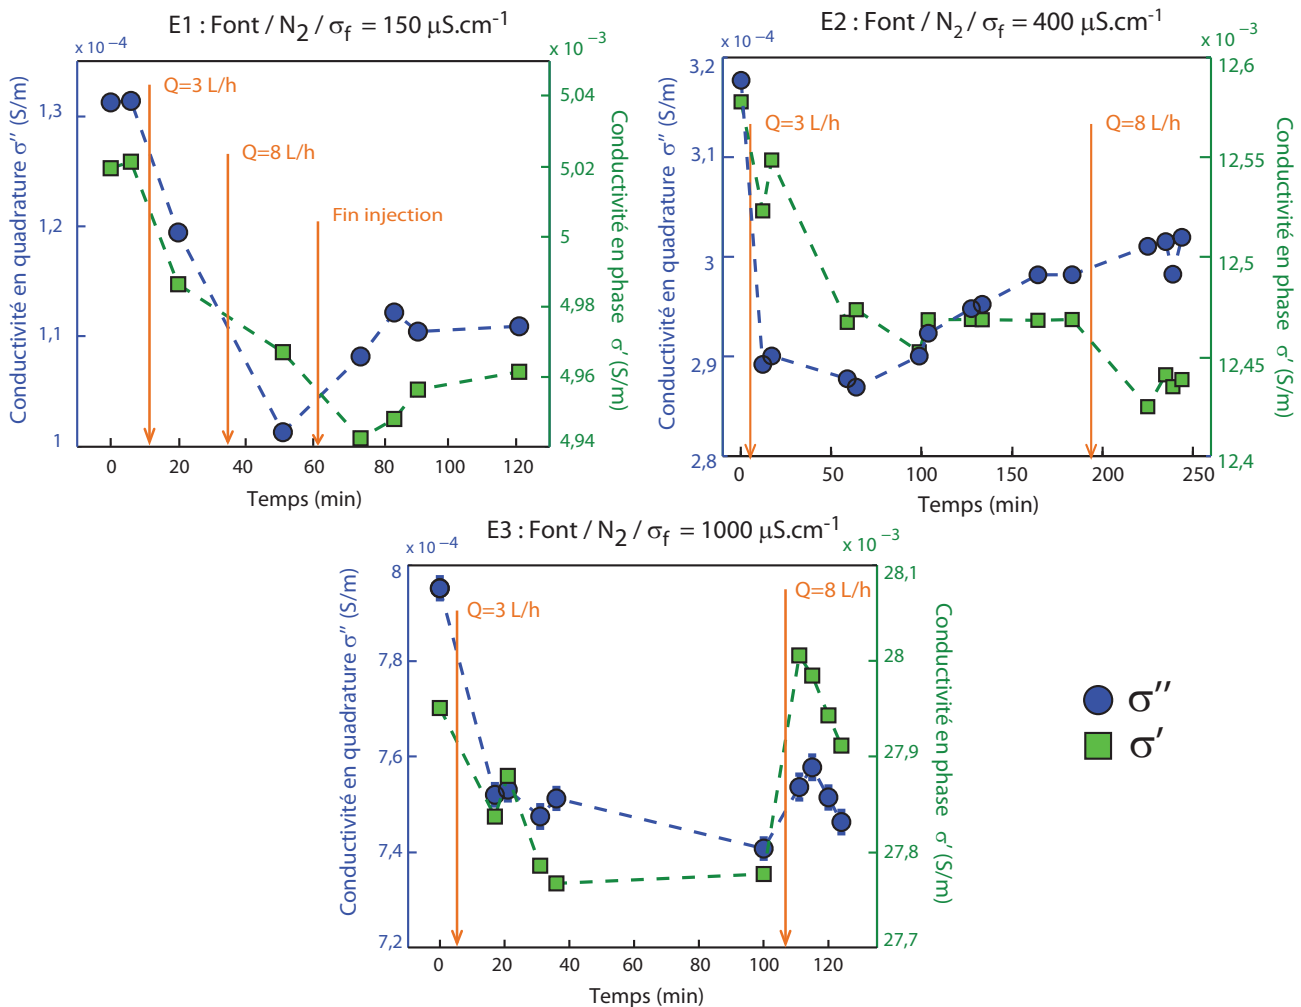 E1 : Font / N2 / σf = 150 µS.cm-1
x 10-4
x 10-3
Conductivité en quadrature σ'' (S/m)
1,3
1,2
1,1
1
Q=3 L/h
Q=8 L/h
Fin injection
5,04
5,02
5
4,98
4,96
4,94
Conductivité en phase σ' (S/m)
0 20 40 60 80 100 120
Temps (min)
E2 : Font / N2 / σf = 400 µS.cm-1
x 10-4
x 10-3
Conductivité en quadrature σ'' (S/m)
3,2
3,1
3
2,9
2,8
Q=3 L/h
Q=8 L/h
12,6
12,55
12,5
12,45
12,4
Conductivité en phase σ' (S/m)
0 50 100 150 200 250
Temps (min)
E3 : Font / N2 / σf = 1000 µS.cm-1
x 10-4
x 10-3
Conductivité en quadrature σ'' (S/m)
8
7,8
7,6
7,4
7,2
Q=3 L/h
Q=8 L/h
28,1
28
27,9
27,8
27,7
Conductivité en phase σ' (S/m)
0 20 40 60 80 100 120
Temps (min)
σ''
σ'